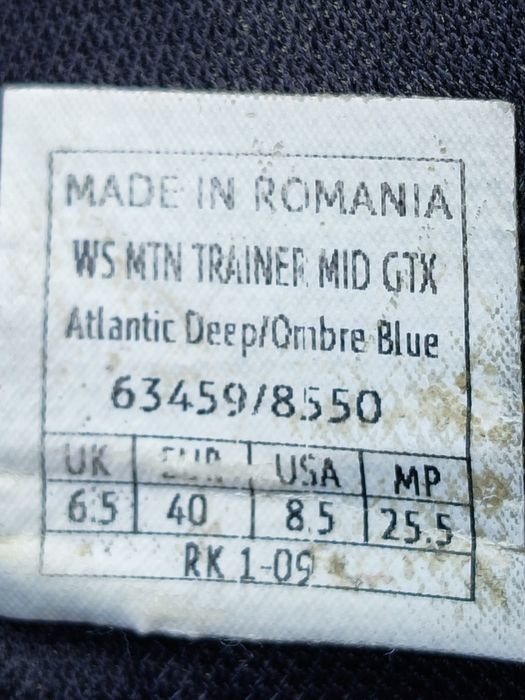 MADE IN ROMANIA
WS MTN TRAINER MID GTX
Atlantic Deep/Ombre Blue
63459/8550
UK EUR USA MP
6.5 40 8.5 25.5
RK 1-09